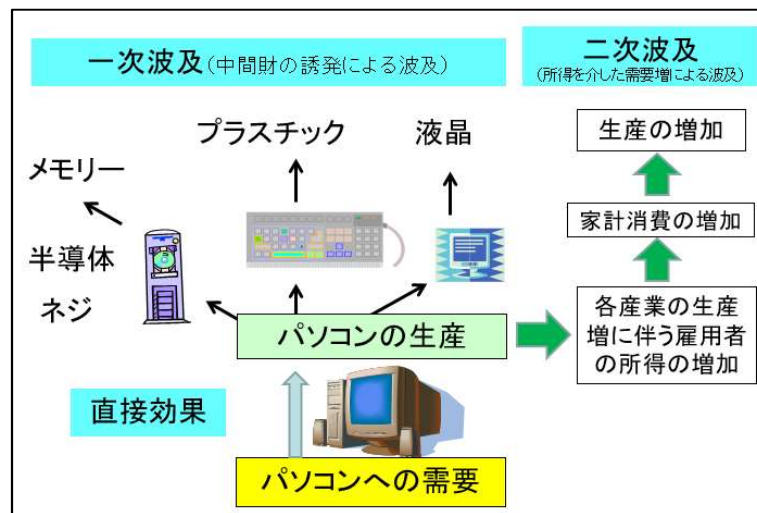 一次波及(中間財の誘発による波及)
二次波及
(所得を介した需要増による波及)
プラスチック
液晶
生産の増加
メモリー
家計消費の増加
半導体
ネジ
パソコンの生産
各産業の生産
増に伴う雇用者
の所得の増加
直接効果
パソコンへの需要